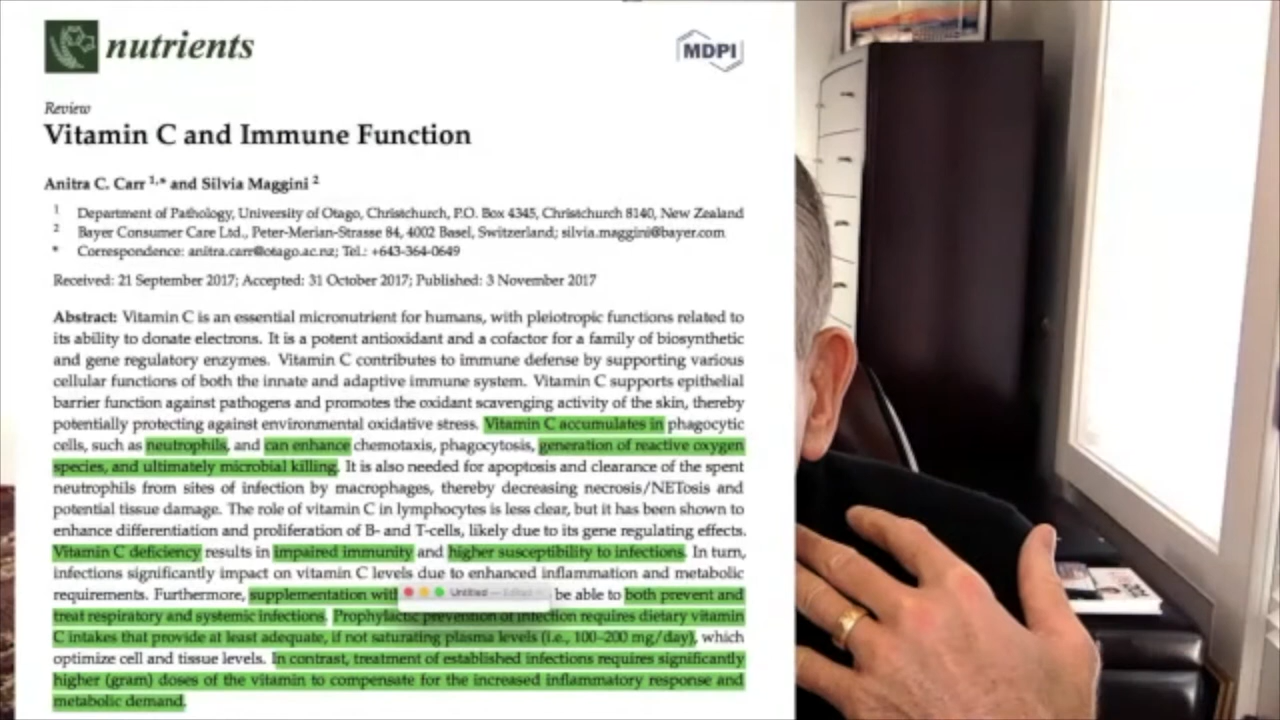 nutrients
MDPI
Review
Vitamin C and Immune Function
Anitra C. Carr 1,* and Silvia Maggini 2
1 Department of Pathology, University of Otago, Christchurch, P.O. Box 4345, Christchurch 8140, New Zealand
2 Bayer Consumer Care Ltd., Peter-Merian-Strasse 84, 4002 Basel, Switzerland; silvia.maggini@bayer.com
* Correspondence: anitra.carr@otago.ac.nz; Tel.: +643-364-0649
Received: 21 September 2017; Accepted: 31 October 2017; Published: 3 November 2017
Abstract: Vitamin C is an essential micronutrient for humans, with pleiotropic functions related to
its ability to donate electrons. It is a potent antioxidant and a cofactor for a family of biosynthetic
and gene regulatory enzymes. Vitamin C contributes to immune defense by supporting various
cellular functions of both the innate and adaptive immune system. Vitamin C supports epithelial
barrier function against pathogens and promotes the oxidant scavenging activity of the skin, thereby
potentially protecting against environmental oxidative stress. Vitamin C accumulates in phagocytic
cells, such as neutrophils, and can enhance chemotaxis, phagocytosis, generation of reactive oxygen
species, and ultimately microbial killing. It is also needed for apoptosis and clearance of the spent
neutrophils from sites of infection by macrophages, thereby decreasing necrosis/NETosis and
potential tissue damage. The role of vitamin C in lymphocytes is less clear, but it has been shown to
enhance differentiation and proliferation of B- and T-cells, likely due to its gene regulating effects.
Vitamin C deficiency results in impaired immunity and higher susceptibility to infections. In turn,
infections significantly impact on vitamin C levels due to enhanced inflammation and metabolic
requirements. Furthermore, supplementation with Untitled be able to both prevent and
treat respiratory and systemic infections. Prophylactic prevention of infection requires dietary vitamin
C intakes that provide at least adequate, if not saturating plasma levels (i.e., 100–200 mg/day), which
optimize cell and tissue levels. In contrast, treatment of established infections requires significantly
higher (gram) doses of the vitamin to compensate for the increased inflammatory response and
metabolic demand.